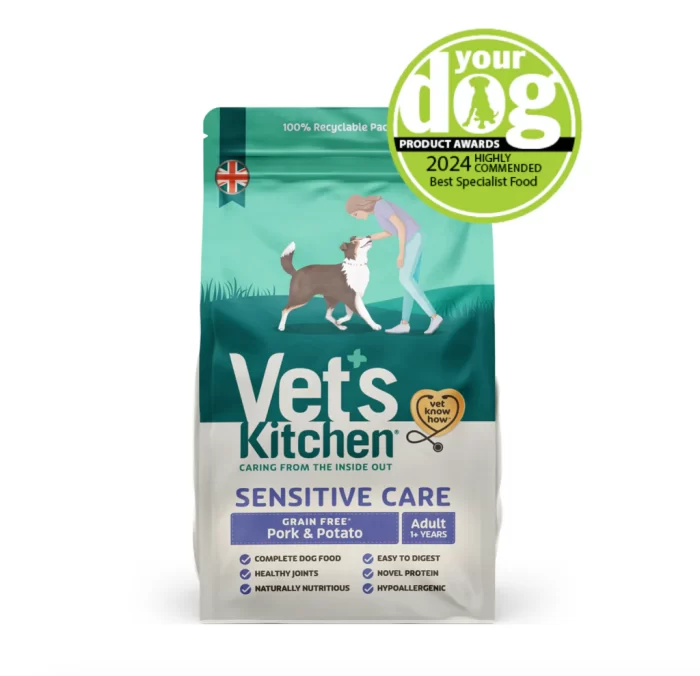 your
dog
PRODUCT AWARDS
2024 HIGHLY COMMENDED
Best Specialist Food
100% Recyclable Pac
Vet's
Kitchen®
CARING FROM THE INSIDE OUT
vet
know
how™
SENSITIVE CARE
GRAIN FREE*
Pork & Potato
Adult
1+ YEARS
COMPLETE DOG FOOD
EASY TO DIGEST
HEALTHY JOINTS
NOVEL PROTEIN
NATURALLY NUTRITIOUS
HYPOALLERGENIC